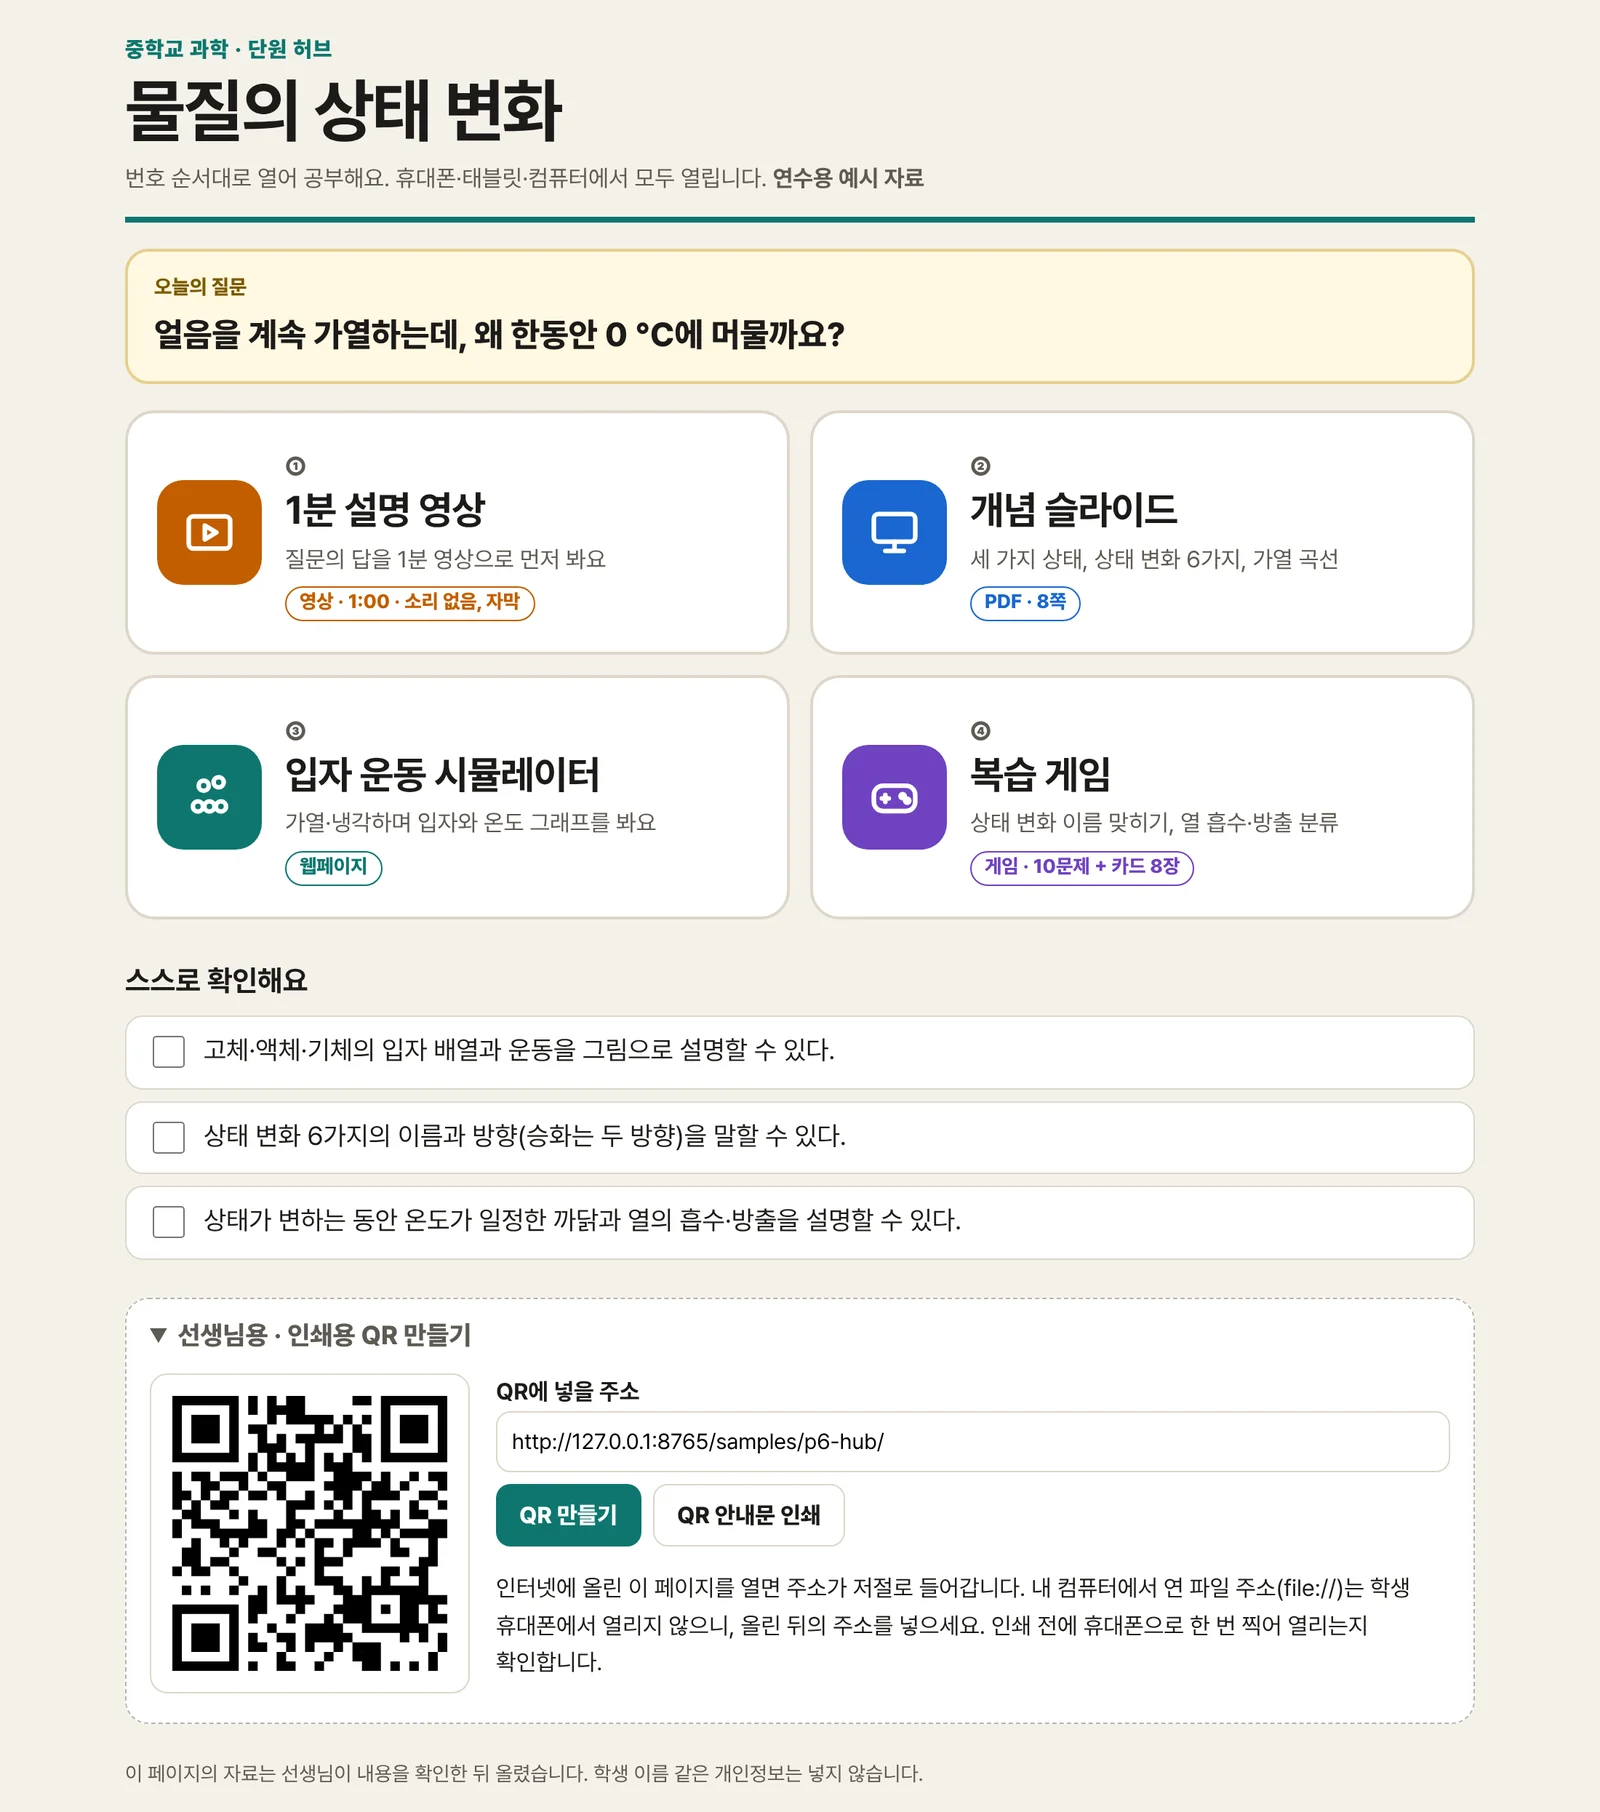 중학교 과학 · 단원 허브
물질의 상태 변화
번호 순서대로 열어 공부해요. 휴대폰·태블릿·컴퓨터에서 모두 열립니다. 연수용 예시 자료
오늘의 질문
얼음을 계속 가열하는데, 왜 한동안 0 °C에 머물까요?
①
1분 설명 영상
질문의 답을 1분 영상으로 먼저 봐요
영상 · 1:00 · 소리 없음, 자막
②
개념 슬라이드
세 가지 상태, 상태 변화 6가지, 가열 곡선
PDF · 8쪽
③
입자 운동 시뮬레이터
가열·냉각하며 입자와 온도 그래프를 봐요
웹페이지
④
복습 게임
상태 변화 이름 맞히기, 열 흡수·방출 분류
게임 · 10문제 + 카드 8장
스스로 확인해요
고체·액체·기체의 입자 배열과 운동을 그림으로 설명할 수 있다.
상태 변화 6가지의 이름과 방향(승화는 두 방향)을 말할 수 있다.
상태가 변하는 동안 온도가 일정한 까닭과 열의 흡수·방출을 설명할 수 있다.
▼ 선생님용 · 인쇄용 QR 만들기
QR에 넣을 주소
http://127.0.0.1:8765/samples/p6-hub/
QR 만들기
QR 안내문 인쇄
인터넷에 올린 이 페이지를 열면 주소가 저절로 들어갑니다. 내 컴퓨터에서 연 파일 주소(file://)는 학생
휴대폰에서 열리지 않으니, 올린 뒤의 주소를 넣으세요. 인쇄 전에 휴대폰으로 한 번 찍어 열리는지
확인합니다.
이 페이지의 자료는 선생님이 내용을 확인한 뒤 올렸습니다. 학생 이름 같은 개인정보는 넣지 않습니다.